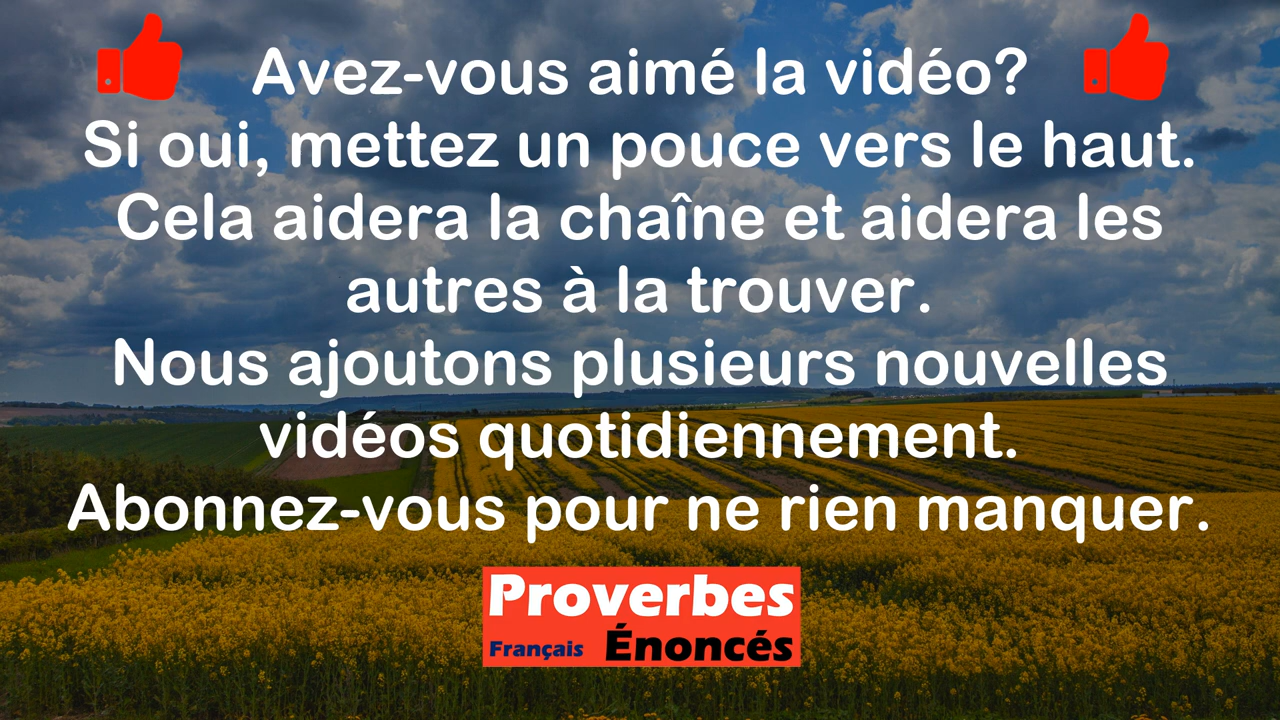 Avez-vous aimé la vidéo?
Si oui, mettez un pouce vers le haut.
Cela aidera la chaîne et aidera les
autres à la trouver.
Nous ajoutons plusieurs nouvelles
vidéos quotidiennement.
Abonnez-vous pour ne rien manquer.
Proverbes
Français Énoncés